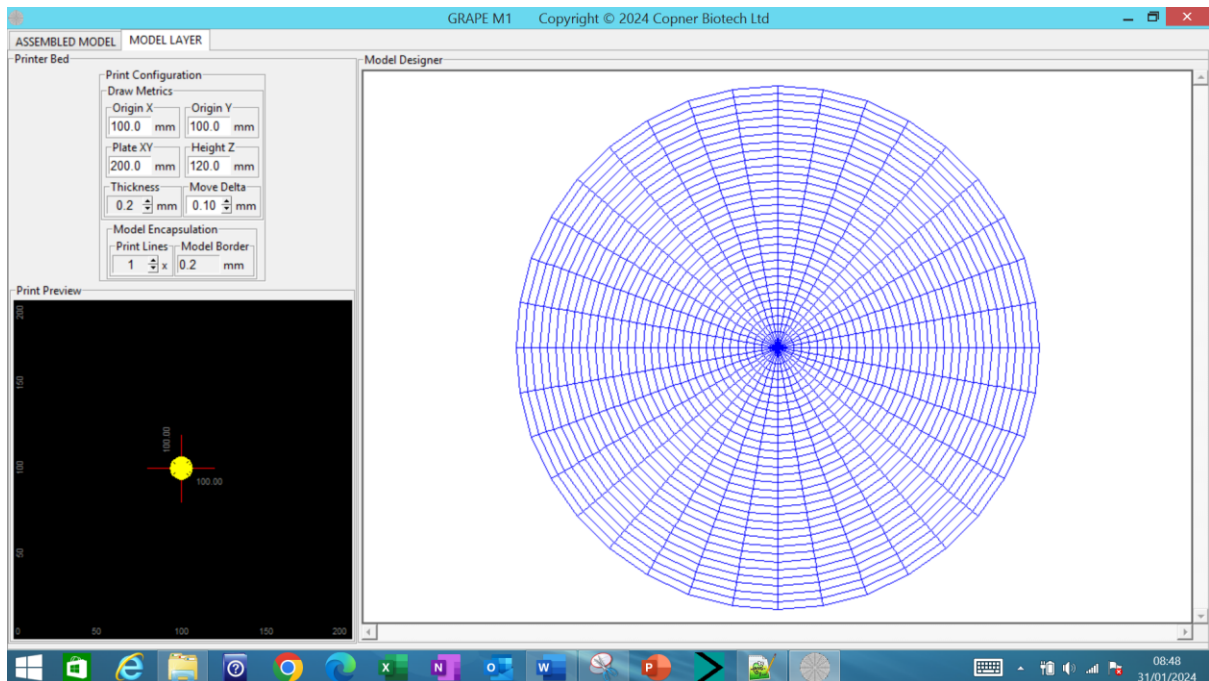 GRAPE M1 Copyright © 2024 Copner Biotech Ltd
ASSEMBLED MODEL MODEL LAYER
Printer Bed
Model Designer
Print Configuration
Draw Metrics
Origin X Origin Y
100.0 mm 100.0 mm
Plate XY Height Z
200.0 mm 120.0 mm
Thickness Move Delta
0.2 mm 0.10 mm
Model Encapsulation
Print Lines Model Border
1 x 0.2 mm
Print Preview
200
150
100.00
100
100.00
50
0 50 100 150 200
08:48
31/01/2024